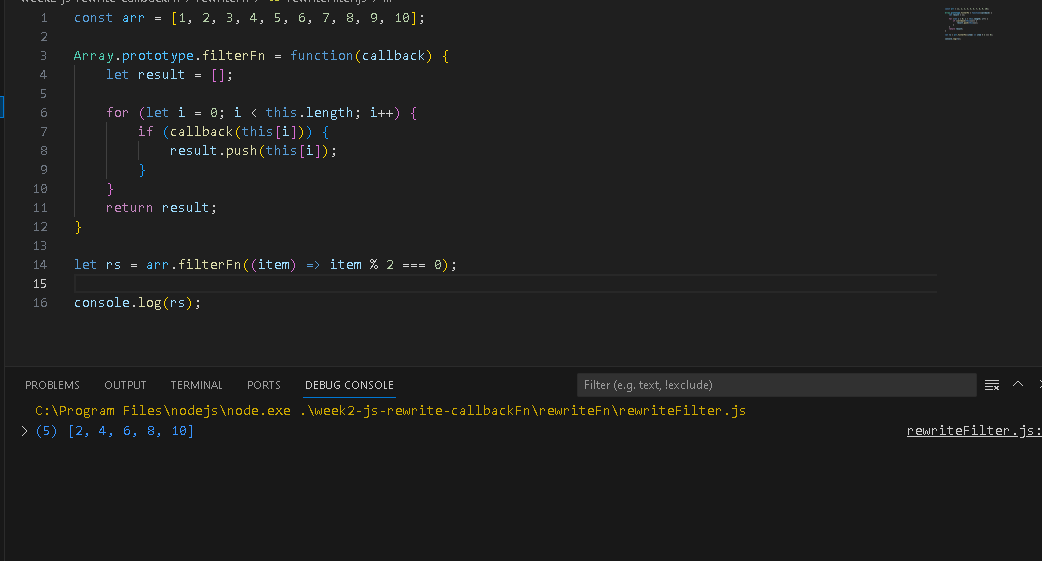 1 const arr = [1, 2, 3, 4, 5, 6, 7, 8, 9, 10];
2
3 Array.prototype.filterFn = function(callback) {
4 let result = [];
5
6 for (let i = 0; i < this.length; i++) {
7 if (callback(this[i])) {
8 result.push(this[i]);
9 }
10 }
11 return result;
12 }
13
14 let rs = arr.filterFn((item) => item % 2 === 0);
15
16 console.log(rs);
PROBLEMS OUTPUT TERMINAL PORTS DEBUG CONSOLE Filter (e.g. text, !exclude)
C:\Program Files\nodejs\node.exe .\week2-js-rewrite-callbackFn\rewriteFn\rewriteFilter.js
(5) [2, 4, 6, 8, 10] rewriteFilter.js: